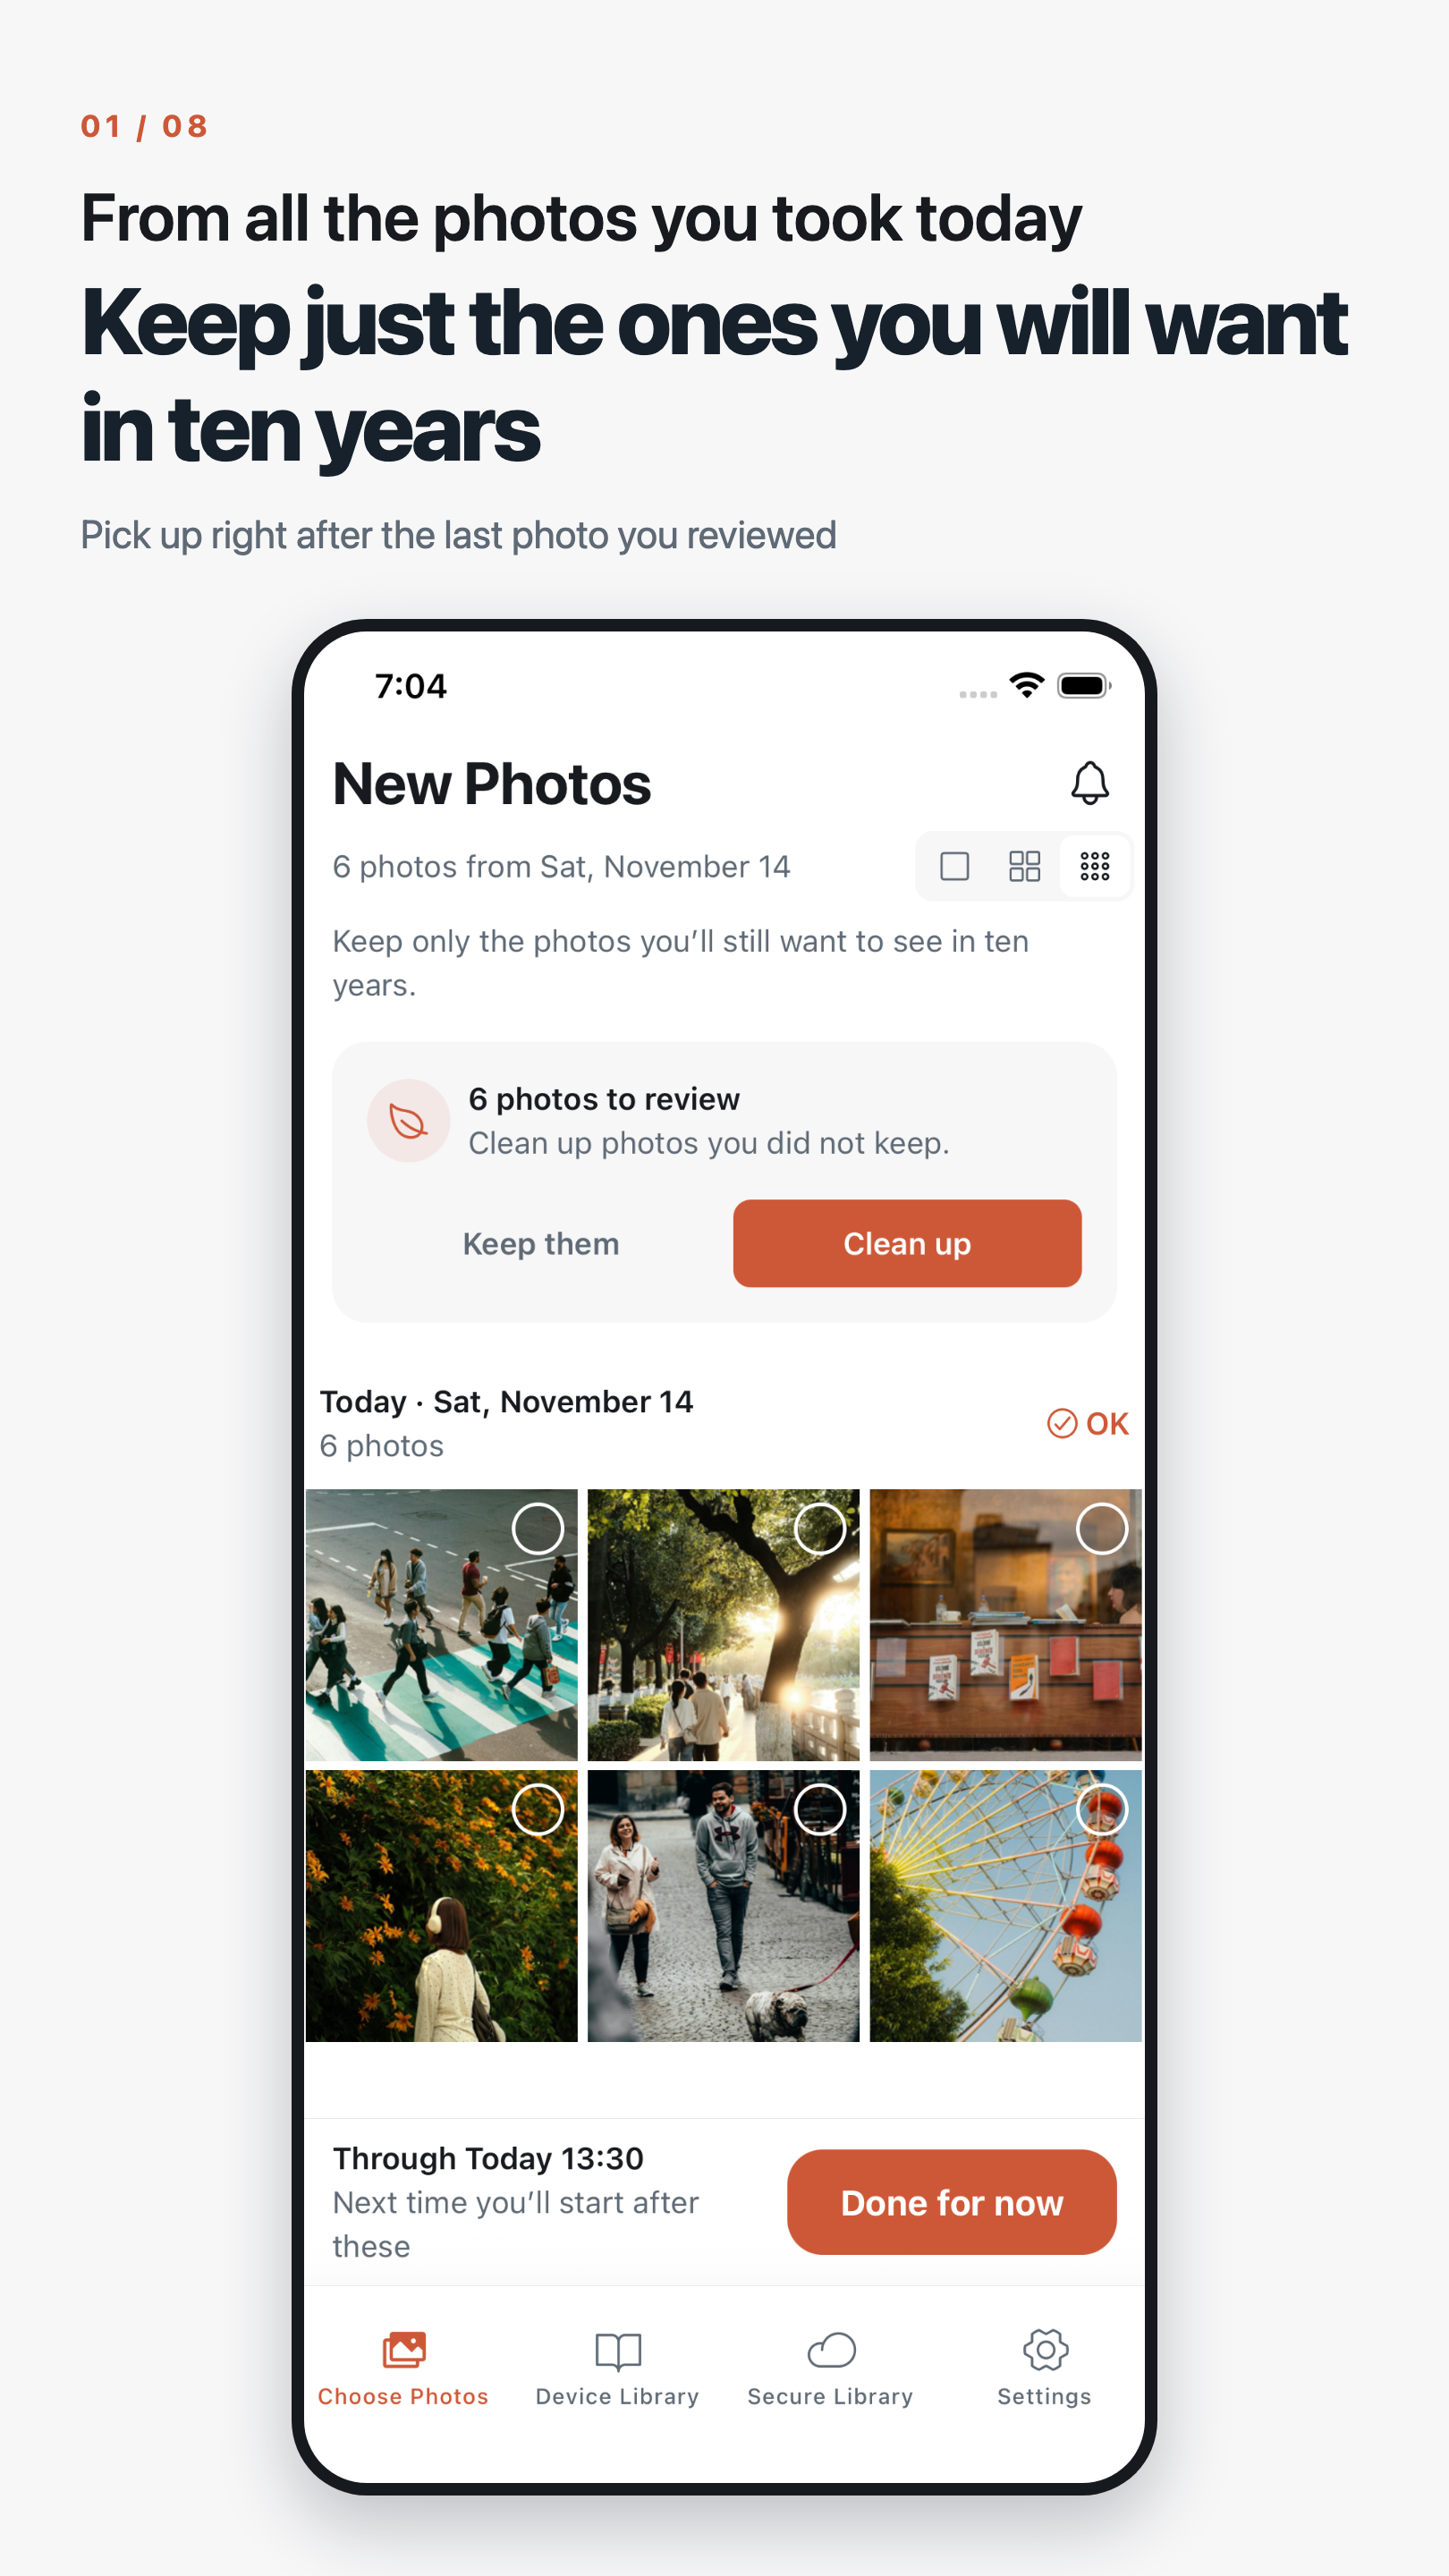 01 / 08
From all the photos you took today
Keep just the ones you will want
in ten years
Pick up right after the last photo you reviewed
7:04
New Photos
6 photos from Sat, November 14
Keep only the photos you’ll still want to see in ten
years.
6 photos to review
Clean up photos you did not keep.
Keep them
Clean up
Today · Sat, November 14
6 photos
OK
Through Today 13:30
Next time you’ll start after
these
Done for now
Choose Photos
Device Library
Secure Library
Settings